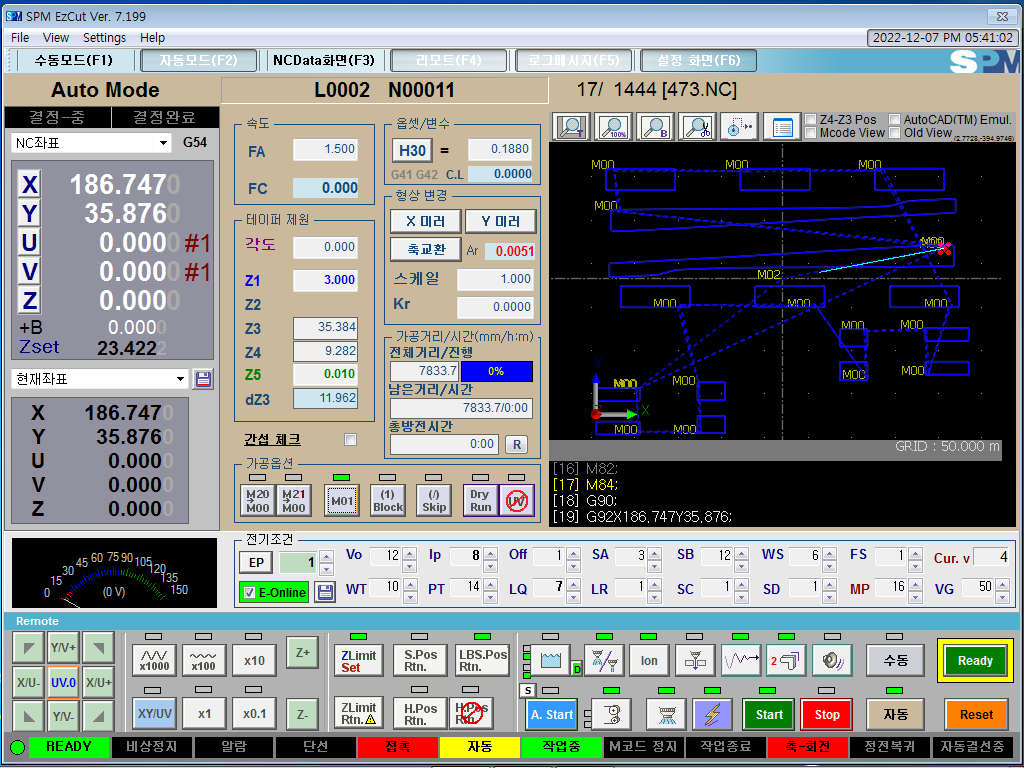 SPM EzCut Ver. 7.199
File View Settings Help
2022-12-07 PM 05:41:02
수동모드(F1) 자동모드(F2) NCData화면(F3) 리모트(F4) 로그메시지(F5) 설정 화면(F6) SPM
Auto Mode L0002 N00011 17/ 1444 [473.NC]
결정-중 결정완료
NC좌표 G54
X 186.7470
Y 35.8760
U 0.0000 #1
V 0.0000 #1
Z 0.0000
+B 0.0000
Zset 23.4222
현재좌표
X 186.7470
Y 35.8760
U 0.0000
V 0.0000
Z 0.0000
속도
FA 1.500
FC 0.000
테이퍼 제원
각도 0.000
Z1 3.000
Z2
Z3 35.384
Z4 9.282
Z5 0.010
dZ3 11.962
간섭 체크
옵셋/변수
H30 = 0.1880
G41 G42 C.L 0.0000
형상 변경
X 미러 Y 미러
축교환 Ar 0.0051
스케일 1.000
Kr 0.0000
가공거리/시간(mm/h:m)
전체거리/진행
7833.7 0%
남은거리/시간
7833.7/0:00
총방전시간
0:00 R
가공옵션
M20 M00 M21 M00 M01 (1) Block (/) Skip Dry Run UV
T 100% B
Z4-Z3 Pos AutoCAD(TM) Emul.
Mcode View Old View (2.7728,-394.9746)
M00 M00 M00
M00
M00
M02
M00 M00 M00
M00 M00
M00 M00
M00 M00
M00 M00
Y X
GRID : 50.000 m
[16] M82;
[17] M84;
[18] G90;
[19] G92X186.747Y35.876;
0 15 30 45 60 75 90 105 120 135 150
(0 V)
전기조건
EP 1 Vo 12 Ip 8 Off 1 SA 3 SB 12 WS 6 FS 1 Cur. v 4
E-Online WT 10 PT 14 LQ 7 LR 1 SC 1 SD 1 MP 16 VG 50
Remote
Y/V+ x1000 x100 x10 Z+ ZLimit Set S.Pos Rtn. LBS.Pos Rtn. D Ion 2 수동 Ready
X/U- UV.0 X/U+
Y/V- XY/UV x1 x0.1 Z- ZLimit Rtn. H.Pos Rtn. H.Pos Rtn. S A. Start Start Stop 자동 Reset
READY 비상정지 알람 단선 접촉 자동 작업중 M코드 정지 작업종료 축-회전 정전복귀 자동결선중